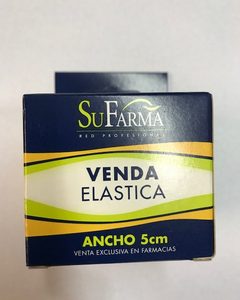 SUFARMA
RED PROFESIONAL
VENDA
ELASTICA
ANCHO 5cm
VENTA EXCLUSIVA EN FARMACIAS